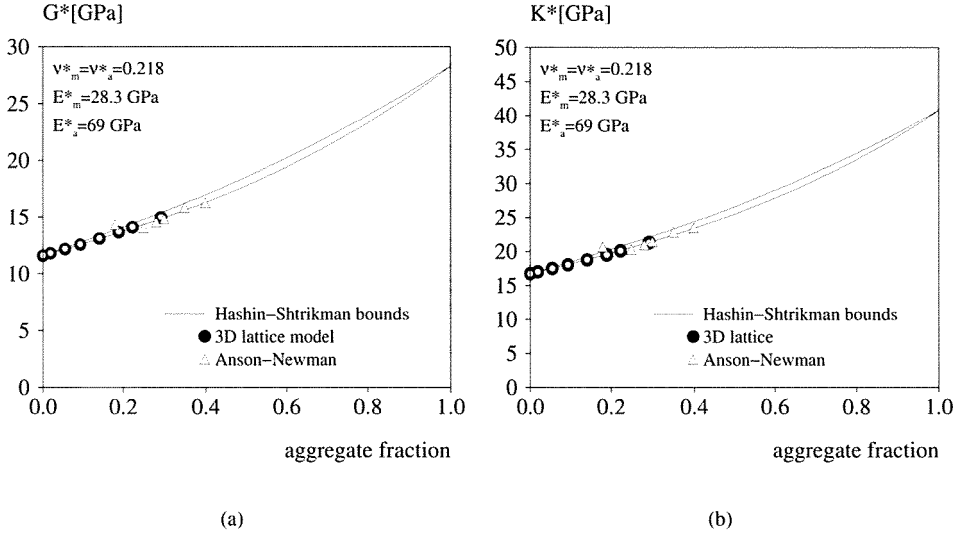 G*[GPa]
30
25
20
15
10
5
0
ν*m=ν*a=0.218
E*m=28.3 GPa
E*a=69 GPa
Hashin−Shtrikman bounds
3D lattice model
Anson−Newman
0.0 0.2 0.4 0.6 0.8 1.0
aggregate fraction
(a)
K*[GPa]
50
45
40
35
30
25
20
15
10
5
0
ν*m=ν*a=0.218
E*m=28.3 GPa
E*a=69 GPa
Hashin−Shtrikman bounds
3D lattice
Anson−Newman
0.0 0.2 0.4 0.6 0.8 1.0
aggregate fraction
(b)